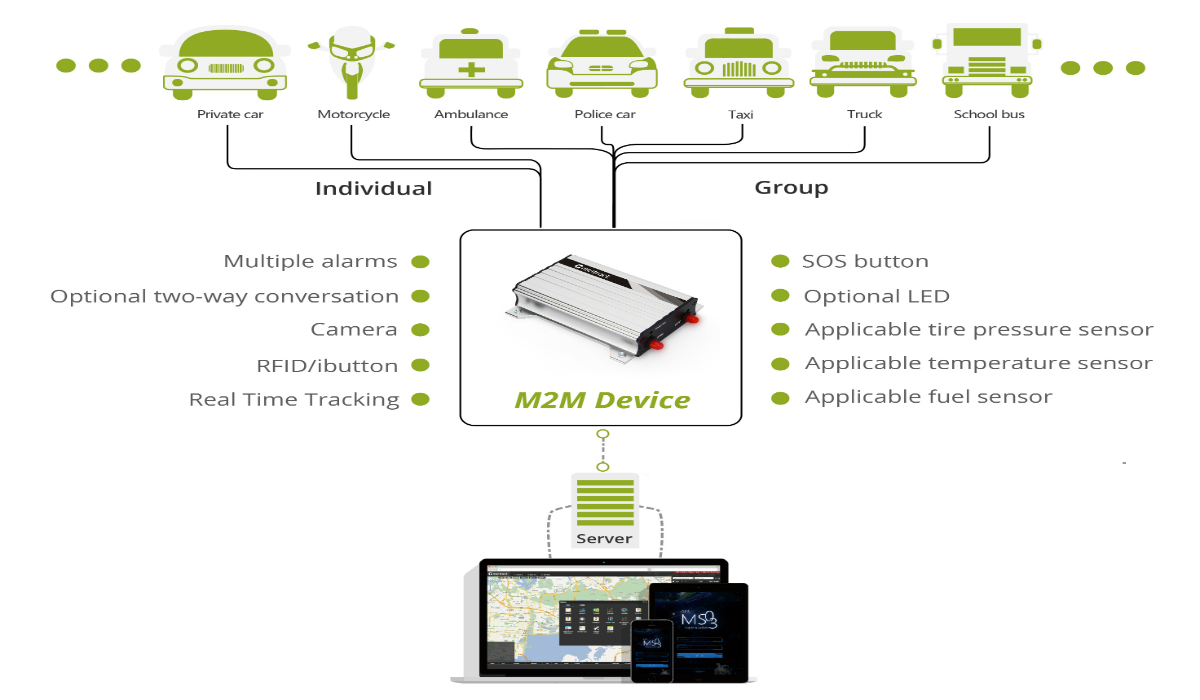 Private car
Motorcycle
Ambulance
Police car
Taxi
Truck
School bus
Individual
Group
Multiple alarms
Optional two-way conversation
Camera
RFID/ibutton
Real Time Tracking
SOS button
Optional LED
Applicable tire pressure sensor
Applicable temperature sensor
Applicable fuel sensor
M2M Device
Server
MS03
MS03